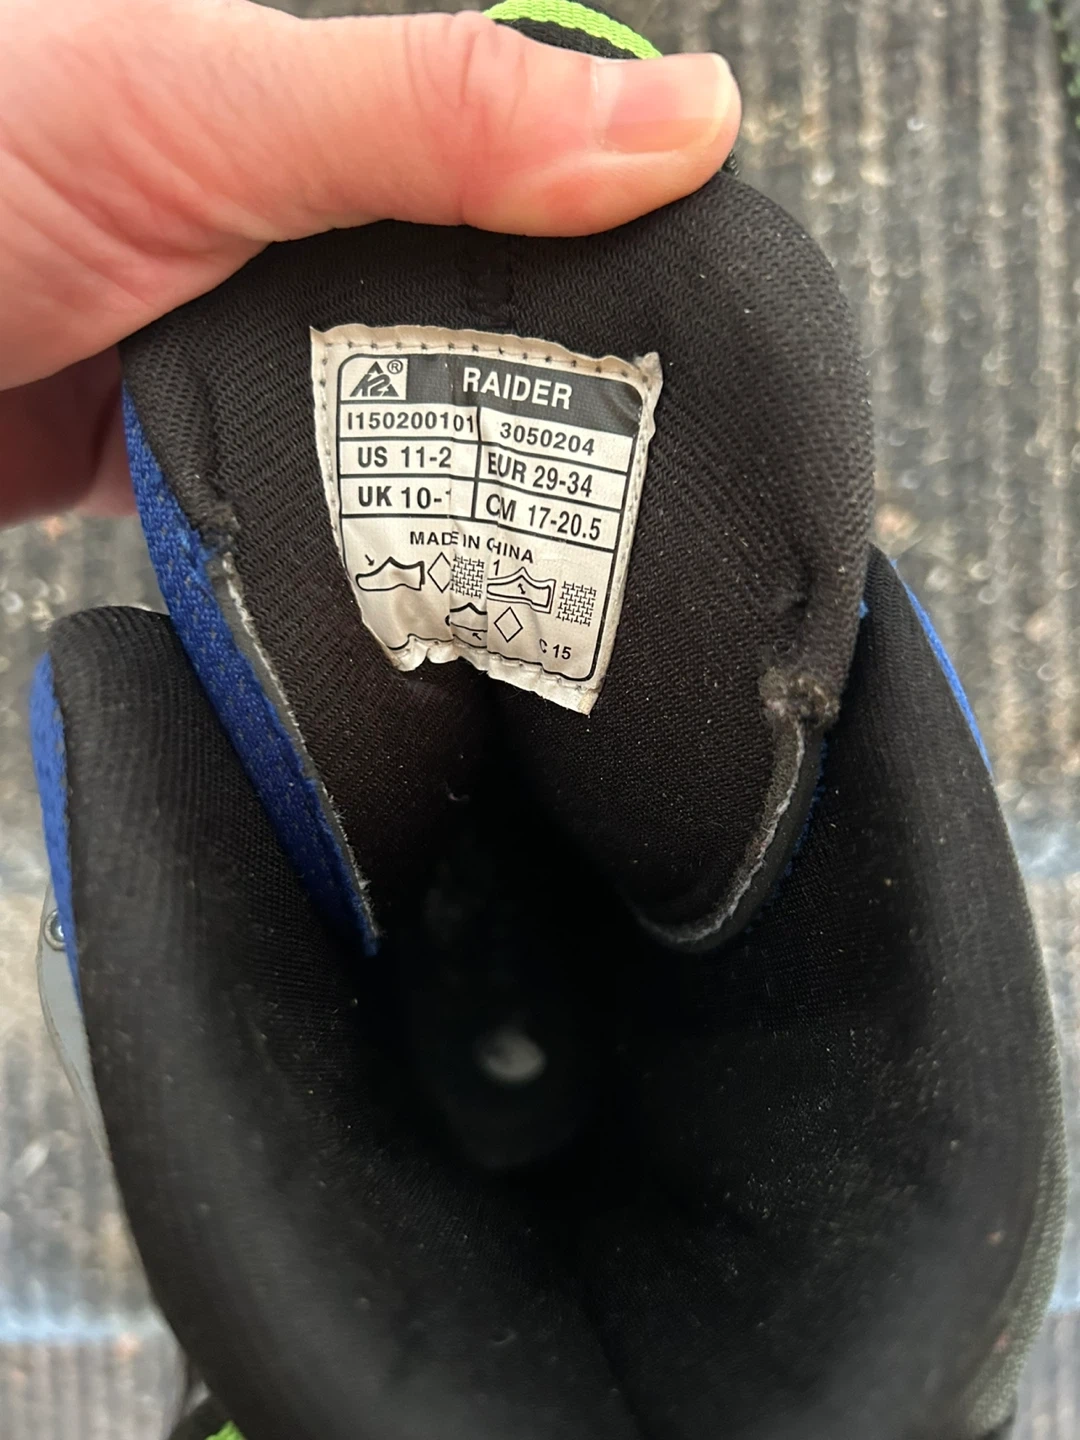 K2® RAIDER
I150200101 3050204
US 11-2 EUR 29-34
UK 10-1 CM 17-20.5
MADE IN CHINA
1
C 15